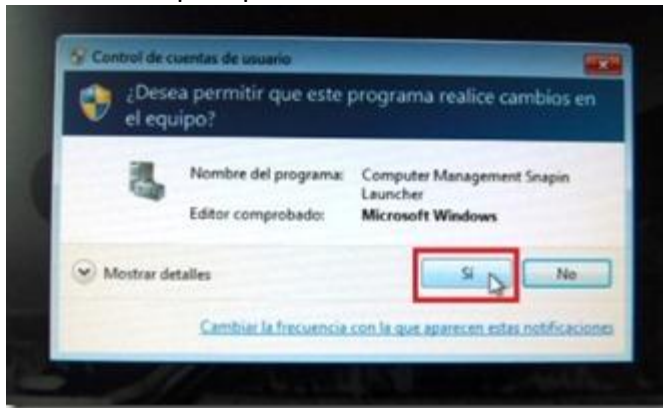 Control de cuentas de usuario
¿Desea permitir que este programa realice cambios en
el equipo?
Nombre del programa: Computer Management Snapin
Launcher
Editor comprobado: Microsoft Windows
Mostrar detalles
Sí
No
Cambiar la frecuencia con la que aparecen estas notificaciones